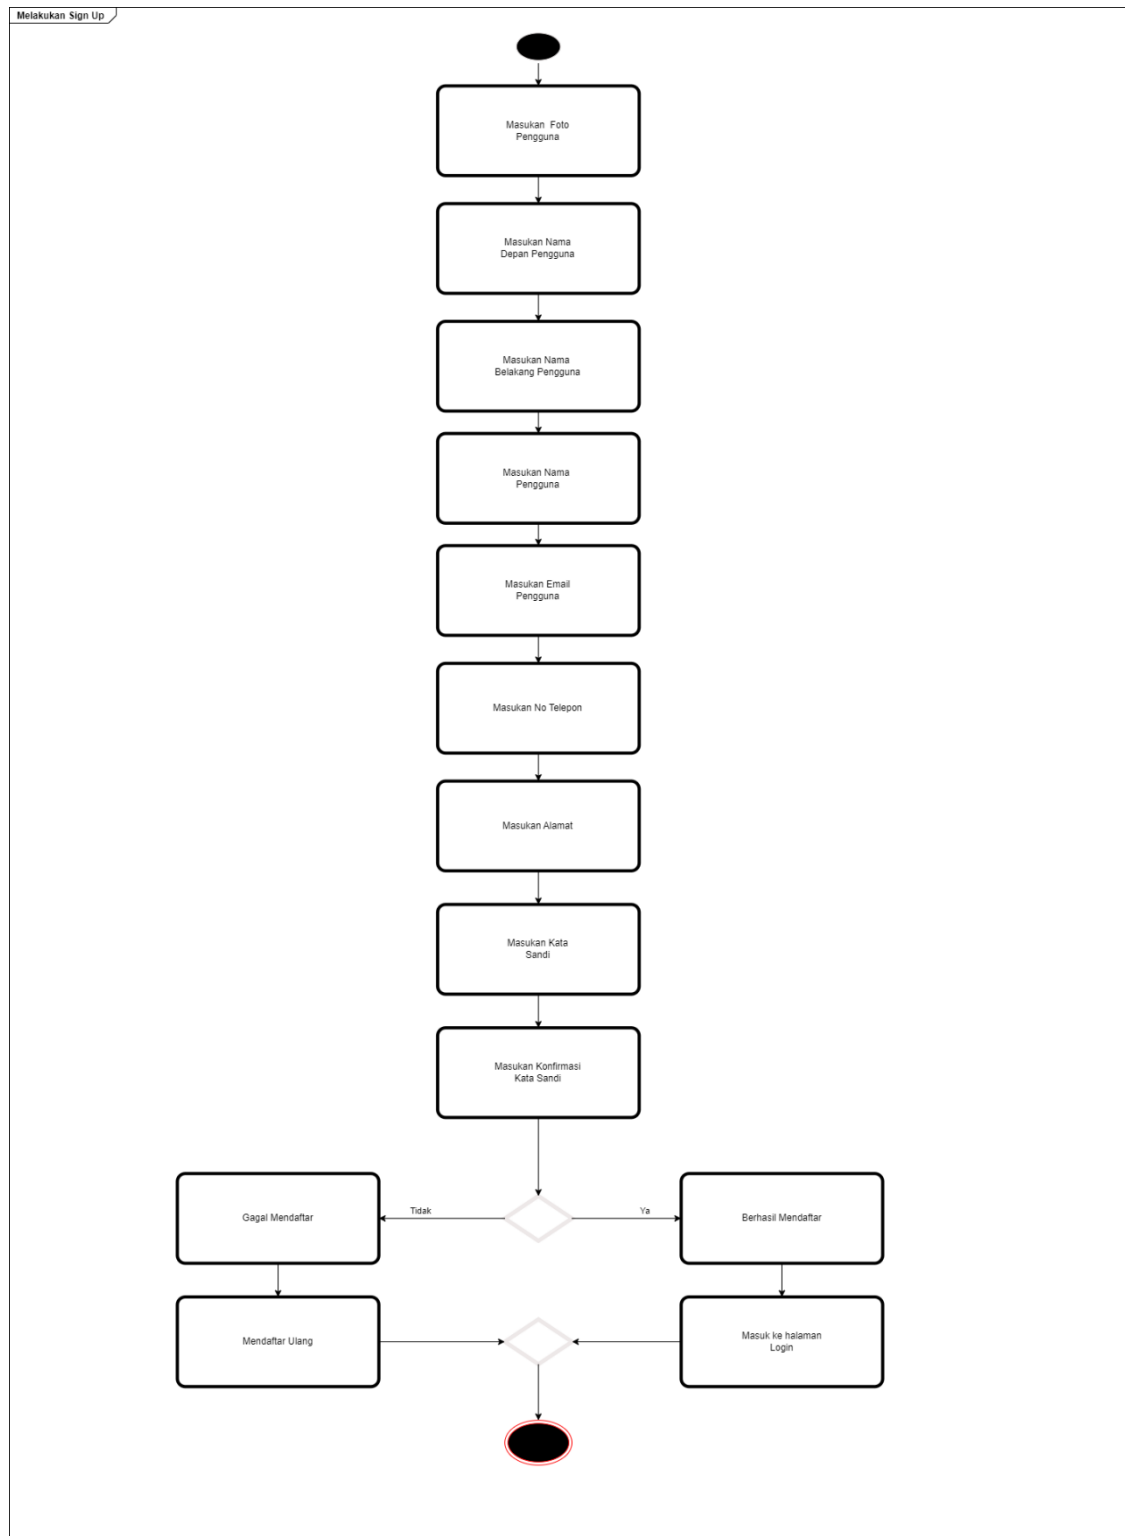 Melakukan Sign Up
Masukan Foto
Pengguna
Masukan Nama
Depan Pengguna
Masukan Nama
Belakang Pengguna
Masukan Nama
Pengguna
Masukan Email
Pengguna
Masukan No Telepon
Masukan Alamat
Masukan Kata
Sandi
Masukan Konfirmasi
Kata Sandi
Gagal Mendaftar
Tidak
Ya
Berhasil Mendaftar
Mendaftar Ulang
Masuk ke halaman
Login